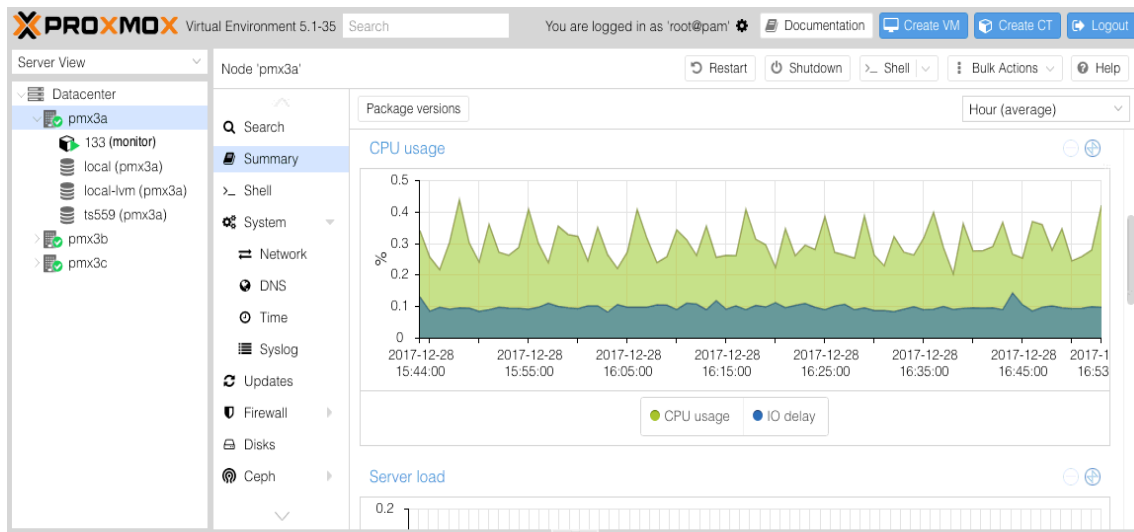 PROXMOX Virtual Environment 5.1-35 Search You are logged in as 'root@pam' Documentation Create VM Create CT Logout
Server View
Datacenter
pmx3a
133 (monitor)
local (pmx3a)
local-lvm (pmx3a)
ts559 (pmx3a)
pmx3b
pmx3c
Node 'pmx3a' Restart Shutdown >_ Shell Bulk Actions Help
Search
Summary
>_ Shell
System
Network
DNS
Time
Syslog
Updates
Firewall
Disks
Ceph
Package versions Hour (average)
CPU usage
%
0.5
0.4
0.3
0.2
0.1
0
2017-12-28 2017-12-28 2017-12-28 2017-12-28 2017-12-28 2017-12-28 2017-12-28 2017-1
15:44:00 15:55:00 16:05:00 16:15:00 16:25:00 16:35:00 16:45:00 16:53
CPU usage IO delay
Server load
0.2